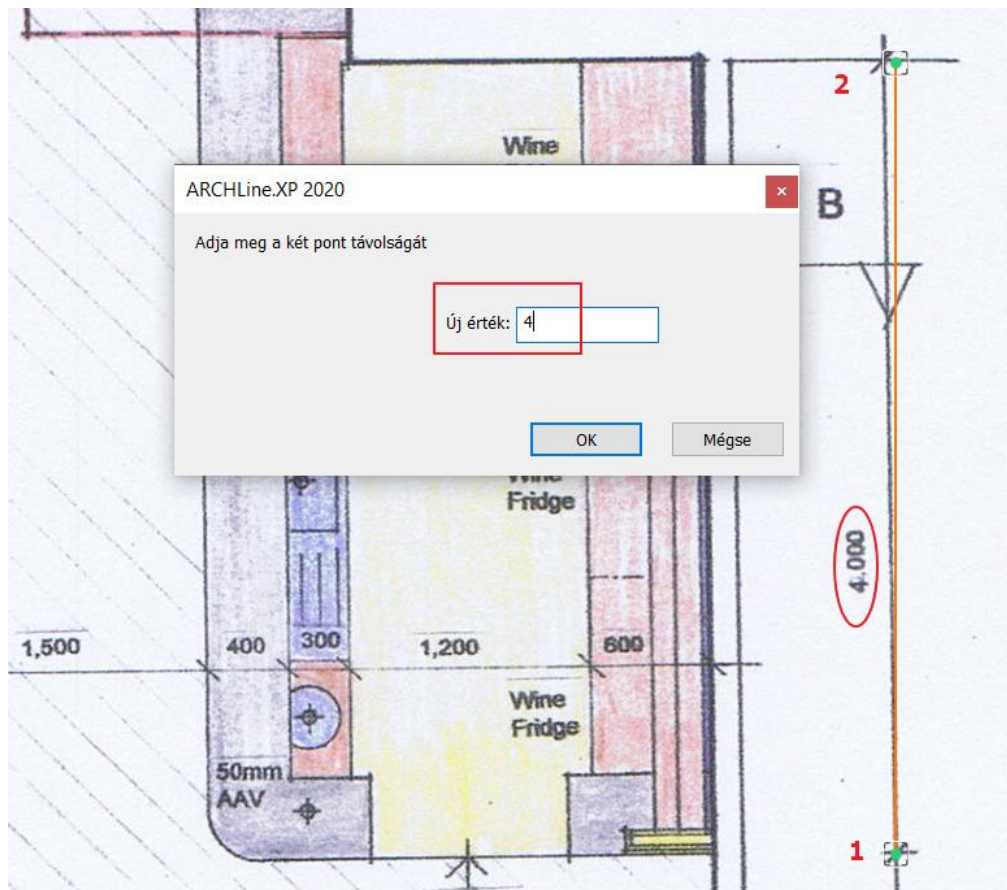 2
Wine
ARCHLine.XP 2020
B
Adja meg a két pont távolságát
Új érték: 4
OK
Mégse
Wine
Fridge
4.000
1,500
400
300
1,200
600
Wine
Fridge
50mm
AAV
1